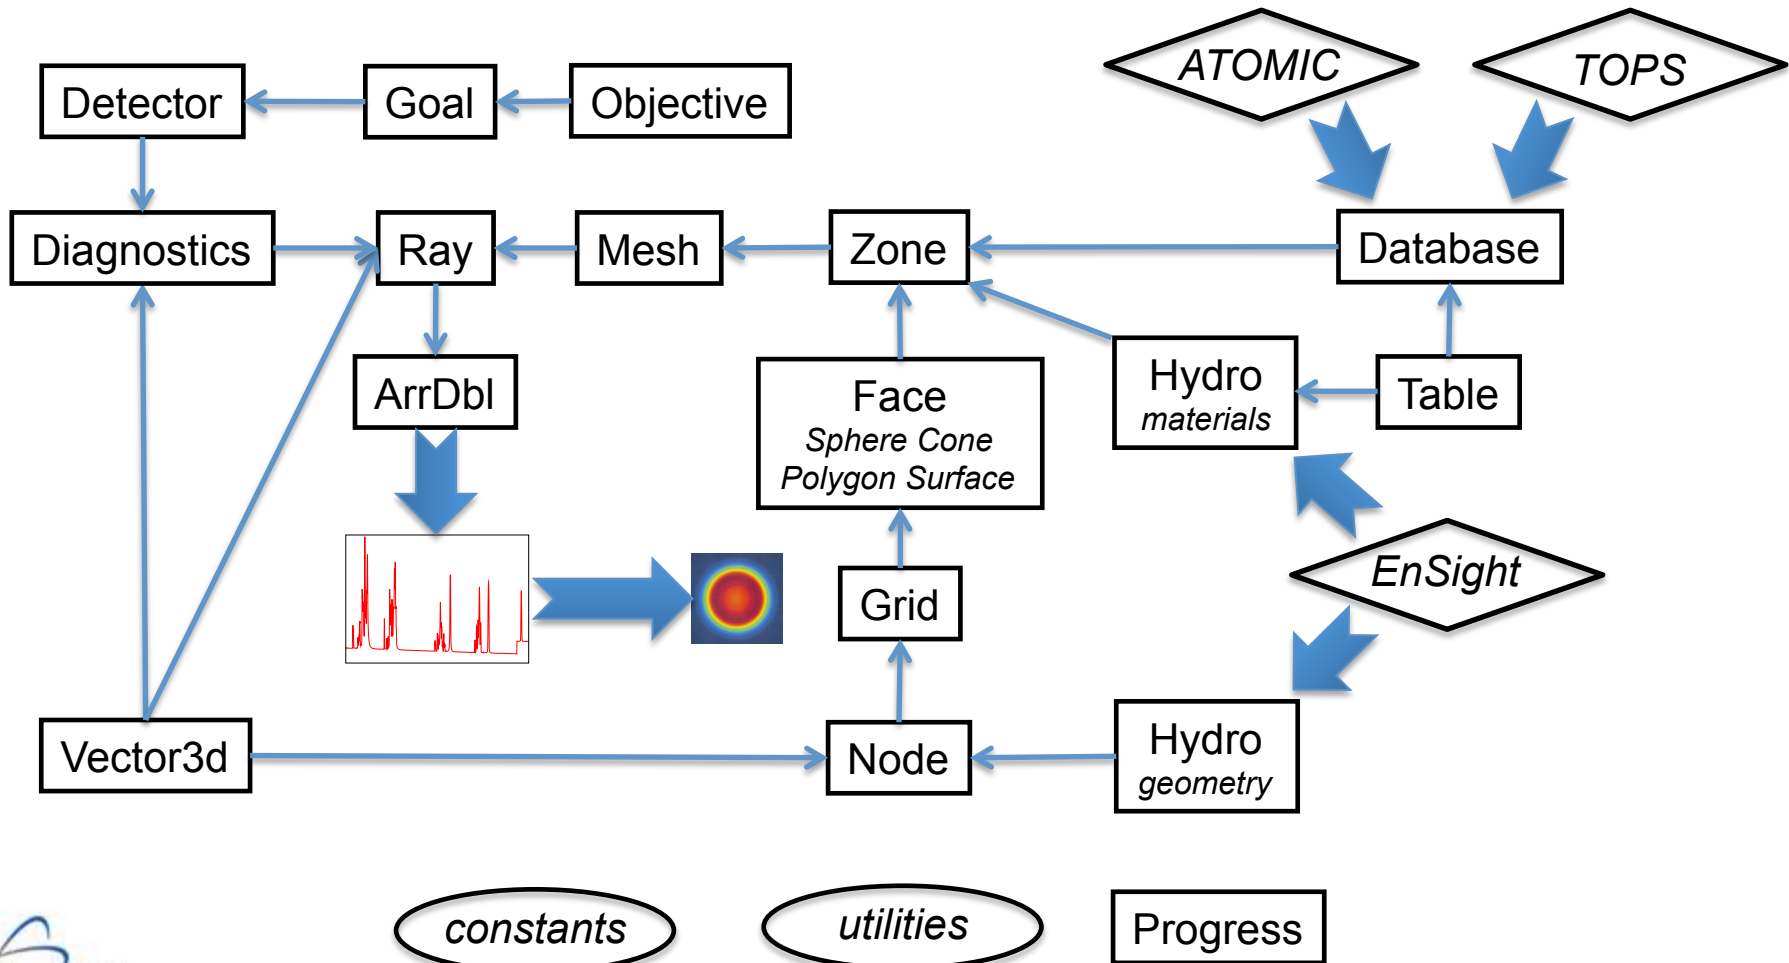 ATOMIC
TOPS
Detector
Goal
Objective
Diagnostics
Ray
Mesh
Zone
Database
ArrDbl
Face
Sphere Cone
Polygon Surface
Hydro
materials
Table
EnSight
Grid
Vector3d
Node
Hydro
geometry
constants
utilities
Progress